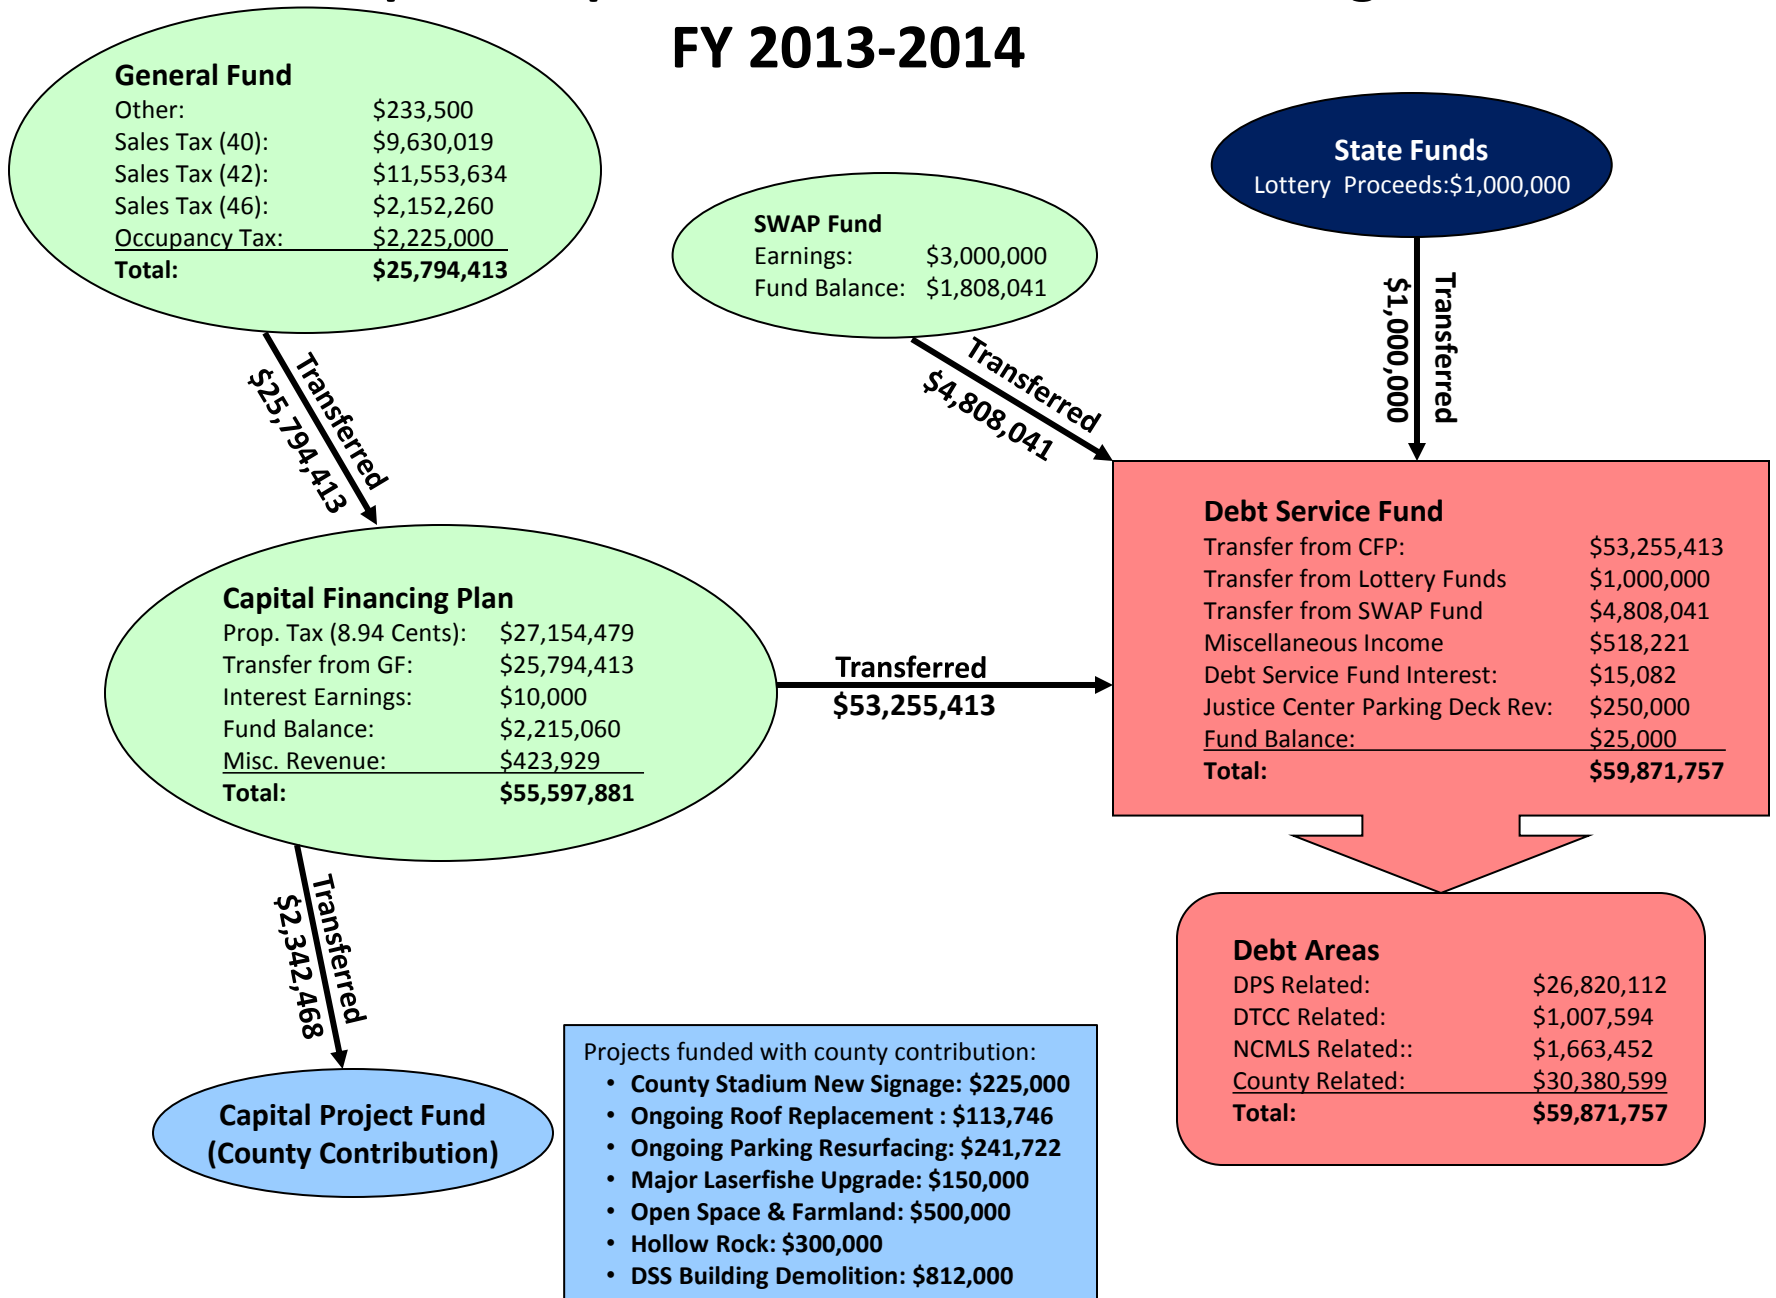 FY 2013-2014
General Fund
Other: $233,500
Sales Tax (40): $9,630,019
Sales Tax (42): $11,553,634
Sales Tax (46): $2,152,260
Occupancy Tax: $2,225,000
Total: $25,794,413
SWAP Fund
Earnings: $3,000,000
Fund Balance: $1,808,041
State Funds
Lottery Proceeds:$1,000,000
Transferred
$25,794,413
Transferred
$4,808,041
Transferred
$1,000,000
Capital Financing Plan
Prop. Tax (8.94 Cents): $27,154,479
Transfer from GF: $25,794,413
Interest Earnings: $10,000
Fund Balance: $2,215,060
Misc. Revenue: $423,929
Total: $55,597,881
Transferred
$53,255,413
Debt Service Fund
Transfer from CFP: $53,255,413
Transfer from Lottery Funds $1,000,000
Transfer from SWAP Fund $4,808,041
Miscellaneous Income $518,221
Debt Service Fund Interest: $15,082
Justice Center Parking Deck Rev: $250,000
Fund Balance: $25,000
Total: $59,871,757
Transferred
$2,342,468
Capital Project Fund
(County Contribution)
Projects funded with county contribution:
• County Stadium New Signage: $225,000
• Ongoing Roof Replacement : $113,746
• Ongoing Parking Resurfacing: $241,722
• Major Laserfishe Upgrade: $150,000
• Open Space & Farmland: $500,000
• Hollow Rock: $300,000
• DSS Building Demolition: $812,000
Debt Areas
DPS Related: $26,820,112
DTCC Related: $1,007,594
NCMLS Related:: $1,663,452
County Related: $30,380,599
Total: $59,871,757